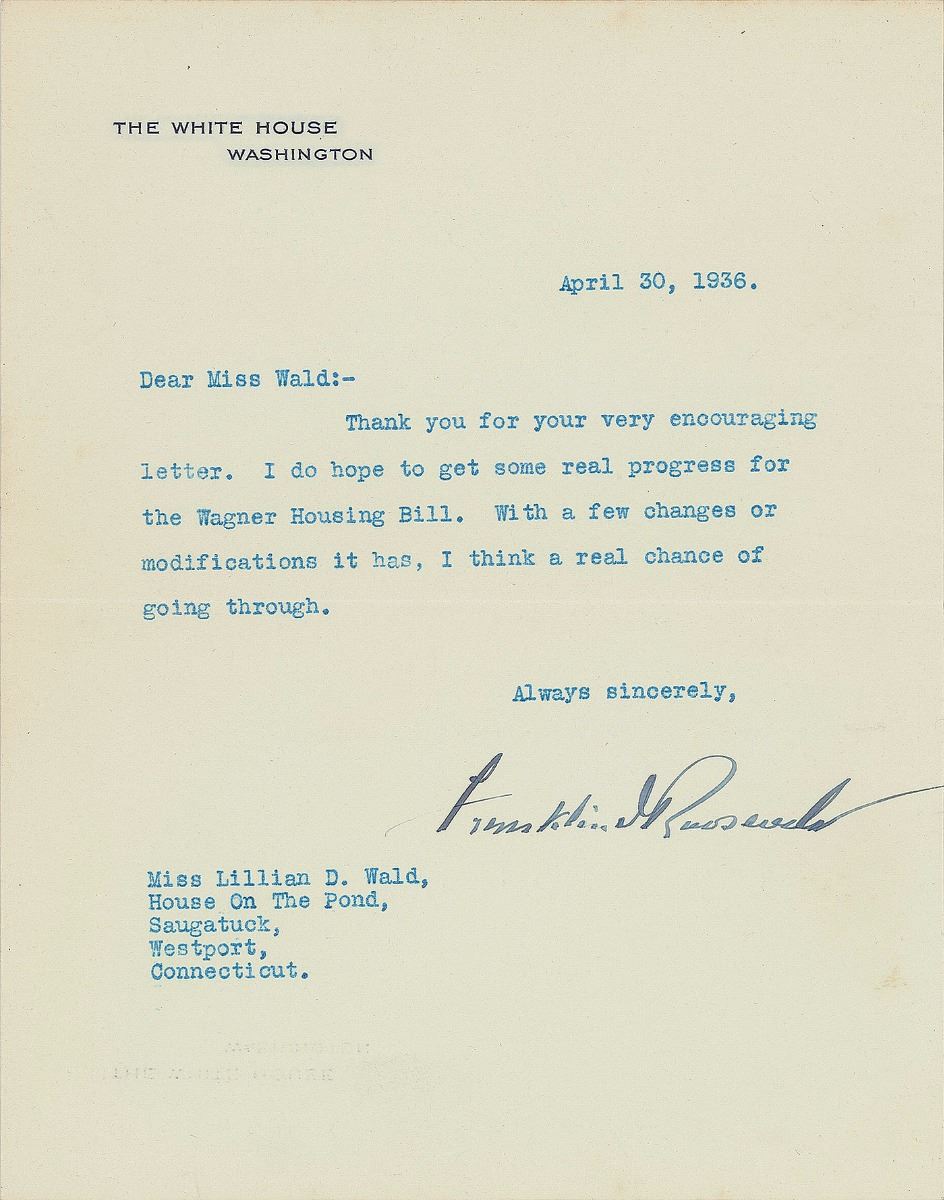 THE WHITE HOUSE
WASHINGTON
April 30, 1936.
Dear Miss Wald:-
Thank you for your very encouraging
letter. I do hope to get some real progress for
the Wagner Housing Bill. With a few changes or
modifications it has, I think a real chance of
going through.
Always sincerely,
Franklin D Roosevelt
Miss Lillian D. Wald,
House On The Pond,
Saugatuck,
Westport,
Connecticut.